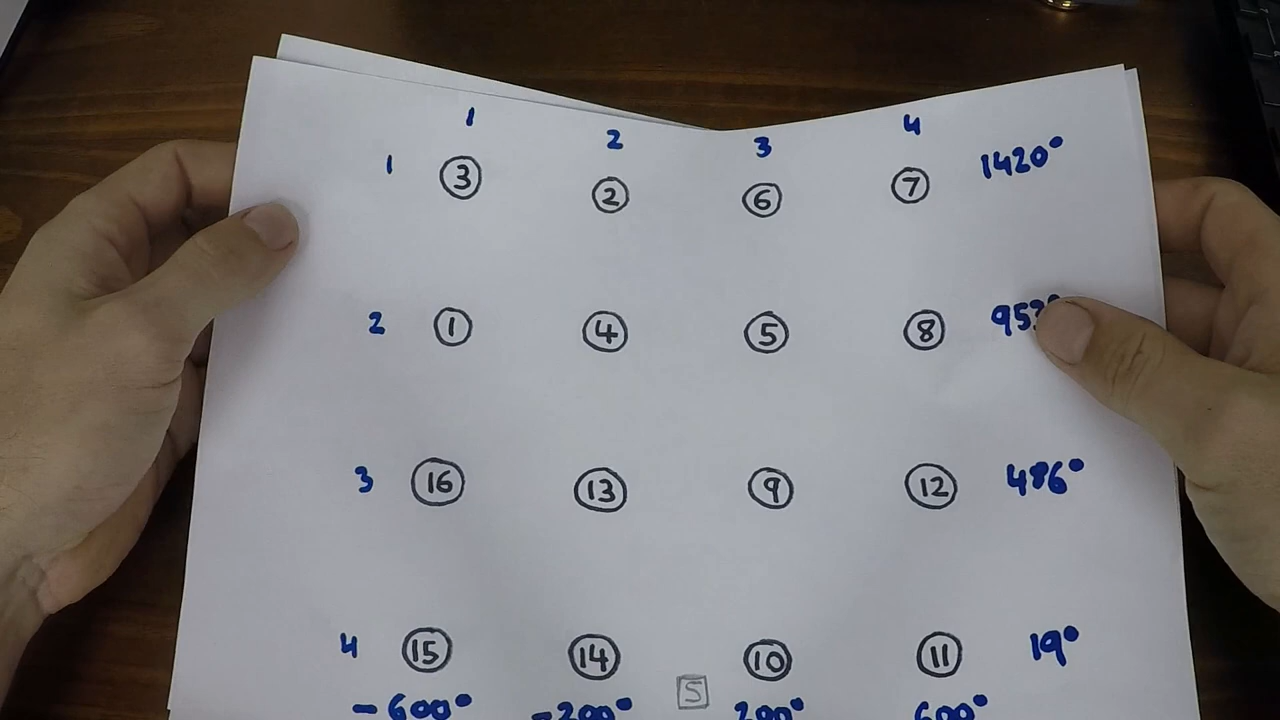 1 2 3 4
1 3 2 6 7 1420°
2 1 4 5 8 953°
3 16 13 9 12 486°
4 15 14 10 11 19°
S
-600° -200° 200° 600°